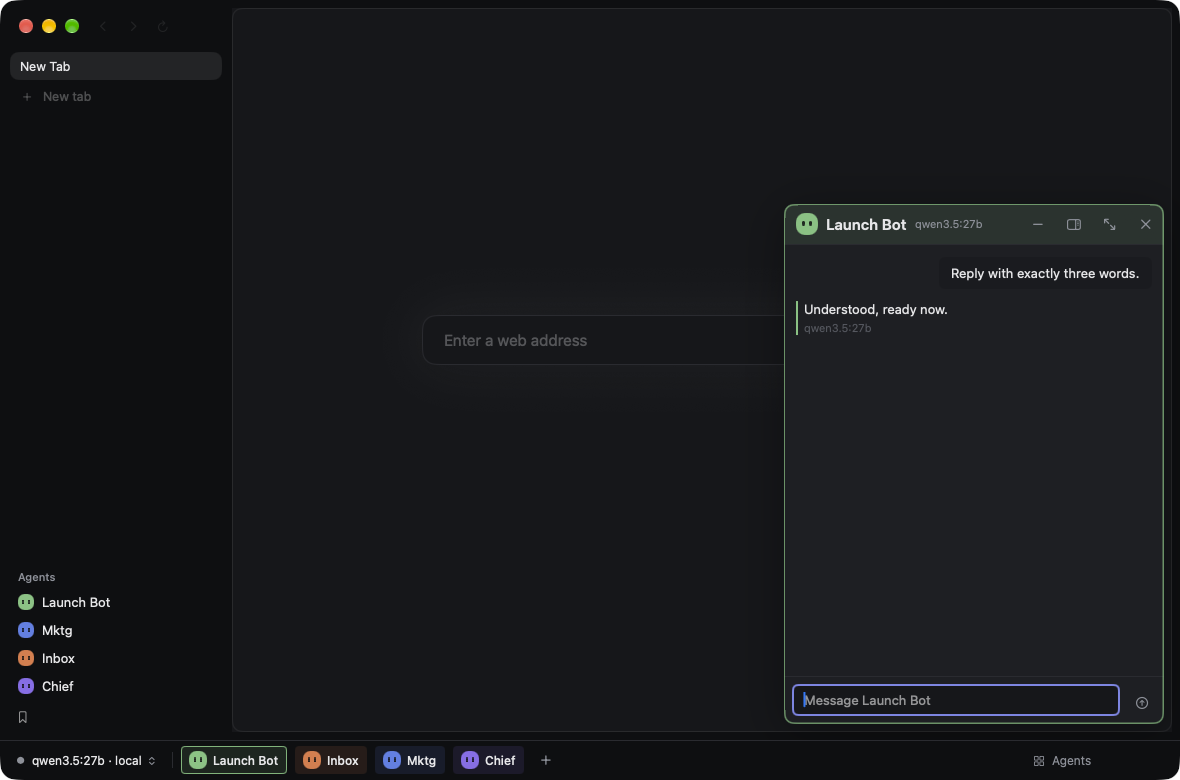 New Tab
New tab
Enter a web address
Launch Bot qwen3.5:27b
Reply with exactly three words.
Understood, ready now.
qwen3.5:27b
Message Launch Bot
Agents
Launch Bot
Mktg
Inbox
Chief
qwen3.5:27b · local
Launch Bot
Inbox
Mktg
Chief
Agents